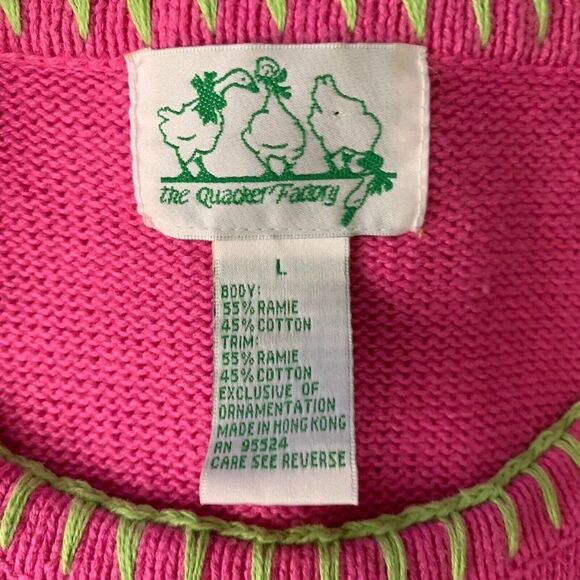 the Quacker Factory
L
BODY:
55% RAMIE
45% COTTON
TRIM:
55% RAMIE
45% COTTON
EXCLUSIVE OF
ORNAMENTATION
MADE IN HONG KONG
RN 95524
CARE SEE REVERSE